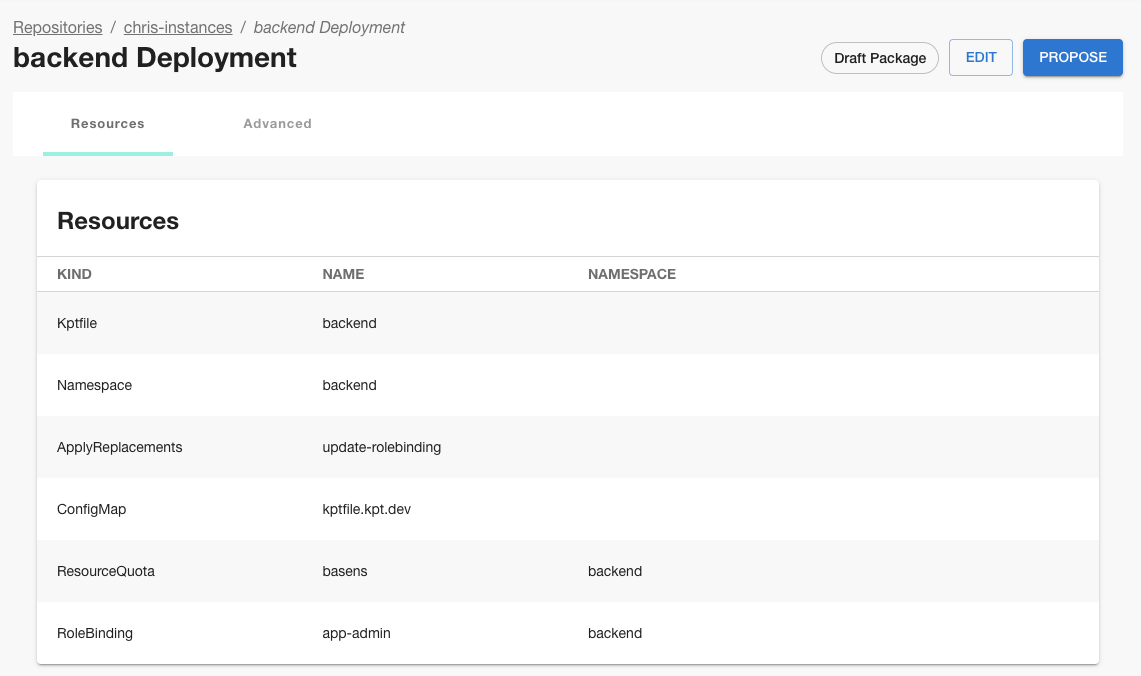 Repositories / chris-instances / backend Deployment
backend Deployment
Draft Package
EDIT
PROPOSE
Resources
Advanced
Resources
KIND NAME NAMESPACE
Kptfile backend
Namespace backend
ApplyReplacements update-rolebinding
ConfigMap kptfile.kpt.dev
ResourceQuota basens backend
RoleBinding app-admin backend